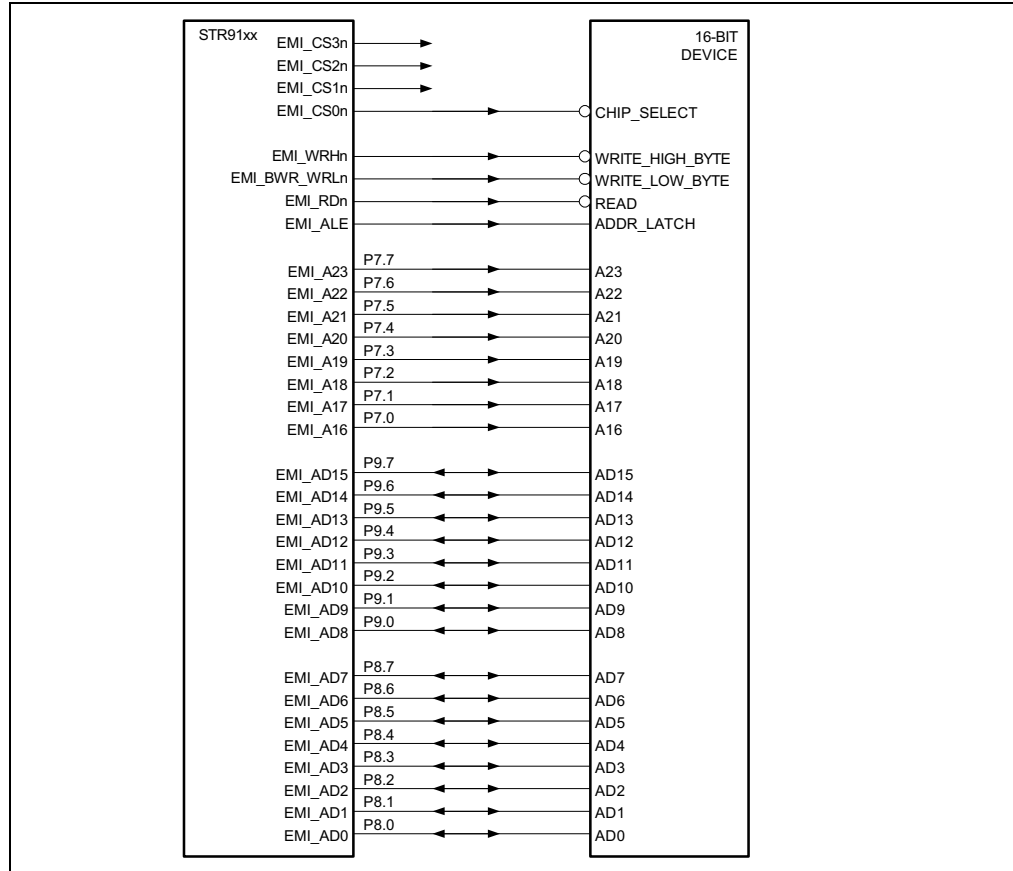 STR91xx
16-BIT
DEVICE
EMI_CS3n
EMI_CS2n
EMI_CS1n
EMI_CS0n CHIP_SELECT
EMI_WRHn WRITE_HIGH_BYTE
EMI_BWR_WRLn WRITE_LOW_BYTE
EMI_RDn READ
EMI_ALE ADDR_LATCH
EMI_A23 P7.7 A23
EMI_A22 P7.6 A22
EMI_A21 P7.5 A21
EMI_A20 P7.4 A20
EMI_A19 P7.3 A19
EMI_A18 P7.2 A18
EMI_A17 P7.1 A17
EMI_A16 P7.0 A16
EMI_AD15 P9.7 AD15
EMI_AD14 P9.6 AD14
EMI_AD13 P9.5 AD13
EMI_AD12 P9.4 AD12
EMI_AD11 P9.3 AD11
EMI_AD10 P9.2 AD10
EMI_AD9 P9.1 AD9
EMI_AD8 P9.0 AD8
EMI_AD7 P8.7 AD7
EMI_AD6 P8.6 AD6
EMI_AD5 P8.5 AD5
EMI_AD4 P8.4 AD4
EMI_AD3 P8.3 AD3
EMI_AD2 P8.2 AD2
EMI_AD1 P8.1 AD1
EMI_AD0 P8.0 AD0